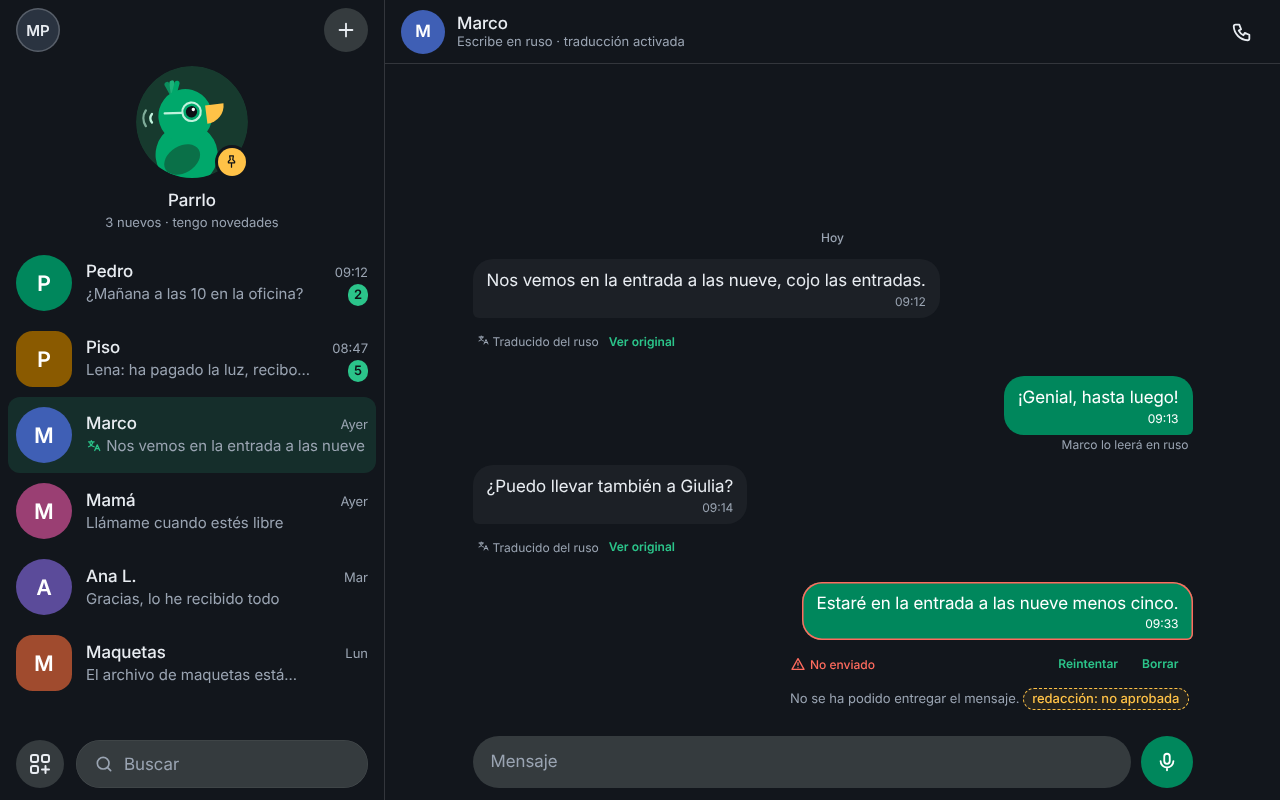 MP
Parrlo
3 nuevos · tengo novedades
P
Pedro
09:12
¿Mañana a las 10 en la oficina?
2
P
Piso
08:47
Lena: ha pagado la luz, recibo...
5
M
Marco
Ayer
Nos vemos en la entrada a las nueve
M
Mamá
Ayer
Llámame cuando estés libre
A
Ana L.
Mar
Gracias, lo he recibido todo
M
Maquetas
Lun
El archivo de maquetas está...
Buscar
M
Marco
Escribe en ruso · traducción activada
Hoy
Nos vemos en la entrada a las nueve, cojo las entradas.
09:12
Traducido del ruso Ver original
¡Genial, hasta luego!
09:13
Marco lo leerá en ruso
¿Puedo llevar también a Giulia?
09:14
Traducido del ruso Ver original
Estaré en la entrada a las nueve menos cinco.
09:33
No enviado Reintentar Borrar
No se ha podido entregar el mensaje. redacción: no aprobada
Mensaje